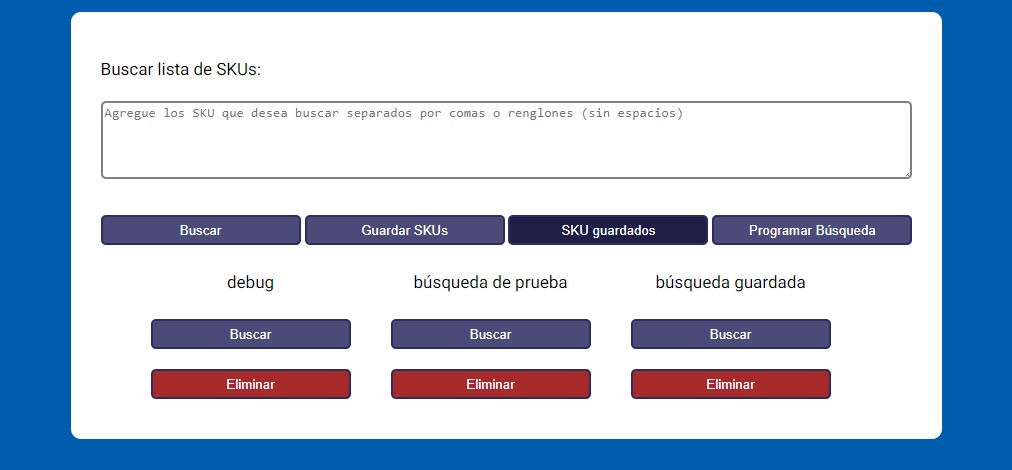 Buscar lista de SKUs:
Agregue los SKU que desea buscar separados por comas o renglones (sin espacios)
Buscar Guardar SKUs SKU guardados Programar Búsqueda
debug búsqueda de prueba búsqueda guardada
Buscar Buscar Buscar
Eliminar Eliminar Eliminar